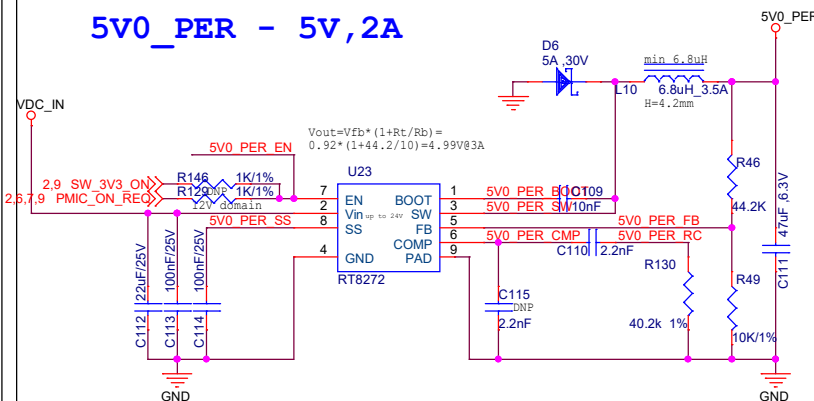 5V0_PER - 5V,2A
5V0_PER
D6
5A ,30V
min 6.8uH
L10
6.8uH_3.5A
H=4.2mm
VDC_IN
Vout=Vfb*(1+Rt/Rb)=
0.92*(1+44.2/10)=4.99V@3A
5V0_PER_EN
U23
R46
44.2K
2,9 SW_3V3_ON
R146
1K/1%
2,6,7,9 PMIC_ON_REQ
R129
DNP
1K/1%
12V domain
5V0_PER_SS
7
2
8
4
EN
Vin up to 24V
SS
GND
BOOT
SW
FB
COMP
PAD
1
3
5
6
9
RT8272
5V0_PER_BOOT
C109
5V0_PER_SW
10nF
5V0_PER_FB
5V0_PER_CMP
C110
2.2nF
5V0_PER_RC
R130
40.2k 1%
C115
DNP
2.2nF
R49
10K/1%
C111
47uF ,6.3V
C112
22uF/25V
C113
100nF/25V
C114
100nF/25V
GND
GND